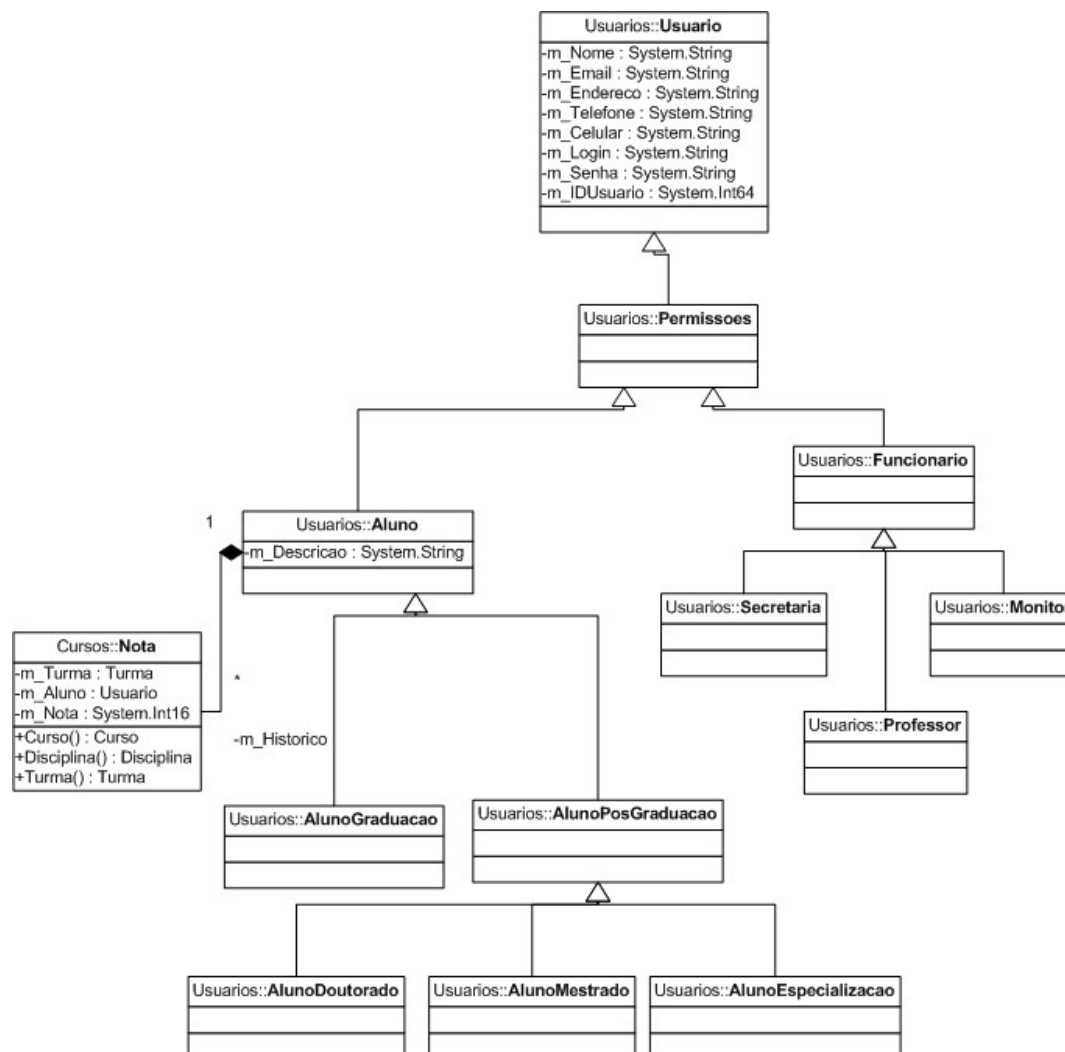 Usuarios::Usuario
-m_Nome : System.String
-m_Email : System.String
-m_Endereco : System.String
-m_Telefone : System.String
-m_Celular : System.String
-m_Login : System.String
-m_Senha : System.String
-m_IDUsuario : System.Int64
Usuarios::Permissoes
Usuarios::Funcionario
1
Usuarios::Aluno
-m_Descricao : System.String
Usuarios::Secretaria
Usuarios::Monitor
Cursos::Nota
-m_Turma : Turma
-m_Aluno : Usuario
-m_Nota : System.Int16
+Curso() : Curso
+Disciplina() : Disciplina
+Turma() : Turma
*
-m_Historico
Usuarios::Professor
Usuarios::AlunoGraduacao
Usuarios::AlunoPosGraduacao
Usuarios::AlunoDoutorado
Usuarios::AlunoMestrado
Usuarios::AlunoEspecializacao